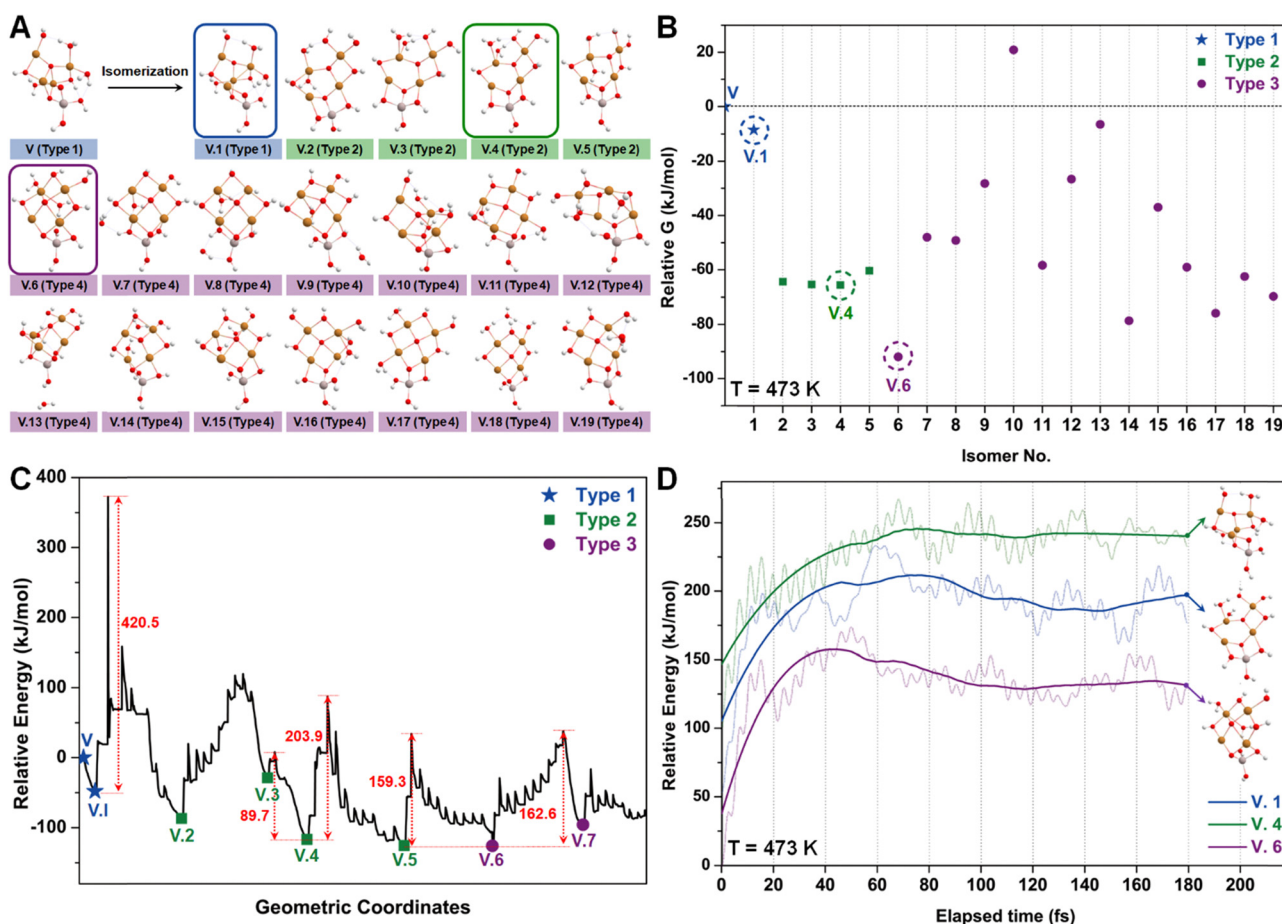 A
Isomerization
V (Type 1)
V.1 (Type 1)
V.2 (Type 2)
V.3 (Type 2)
V.4 (Type 2)
V.5 (Type 2)
V.6 (Type 4)
V.7 (Type 4)
V.8 (Type 4)
V.9 (Type 4)
V.10 (Type 4)
V.11 (Type 4)
V.12 (Type 4)
V.13 (Type 4)
V.14 (Type 4)
V.15 (Type 4)
V.16 (Type 4)
V.17 (Type 4)
V.18 (Type 4)
V.19 (Type 4)
B
Relative G (kJ/mol)
20
0
-20
-40
-60
-80
-100
Type 1
Type 2
Type 3
V
V.1
V.4
V.6
T = 473 K
1 2 3 4 5 6 7 8 9 10 11 12 13 14 15 16 17 18 19
Isomer No.
C
Relative Energy (kJ/mol)
400
300
200
100
0
-100
Type 1
Type 2
Type 3
420.5
V
V.I
V.2
V.3
89.7
203.9
V.4
159.3
V.5
V.6
162.6
V.7
Geometric Coordinates
D
Relative Energy (kJ/mol)
250
200
150
100
50
0
T = 473 K
V. 1
V. 4
V. 6
0 20 40 60 80 100 120 140 160 180 200
Elapsed time (fs)